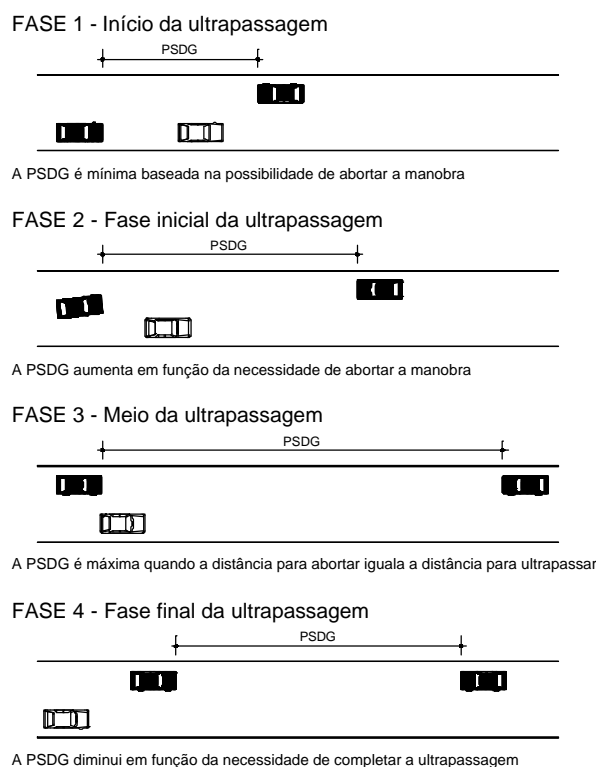 FASE 1 - Início da ultrapassagem
PSDG
A PSDG é mínima baseada na possibilidade de abortar a manobra
FASE 2 - Fase inicial da ultrapassagem
PSDG
A PSDG aumenta em função da necessidade de abortar a manobra
FASE 3 - Meio da ultrapassagem
PSDG
A PSDG é máxima quando a distância para abortar iguala a distância para ultrapassar
FASE 4 - Fase final da ultrapassagem
PSDG
A PSDG diminui em função da necessidade de completar a ultrapassagem